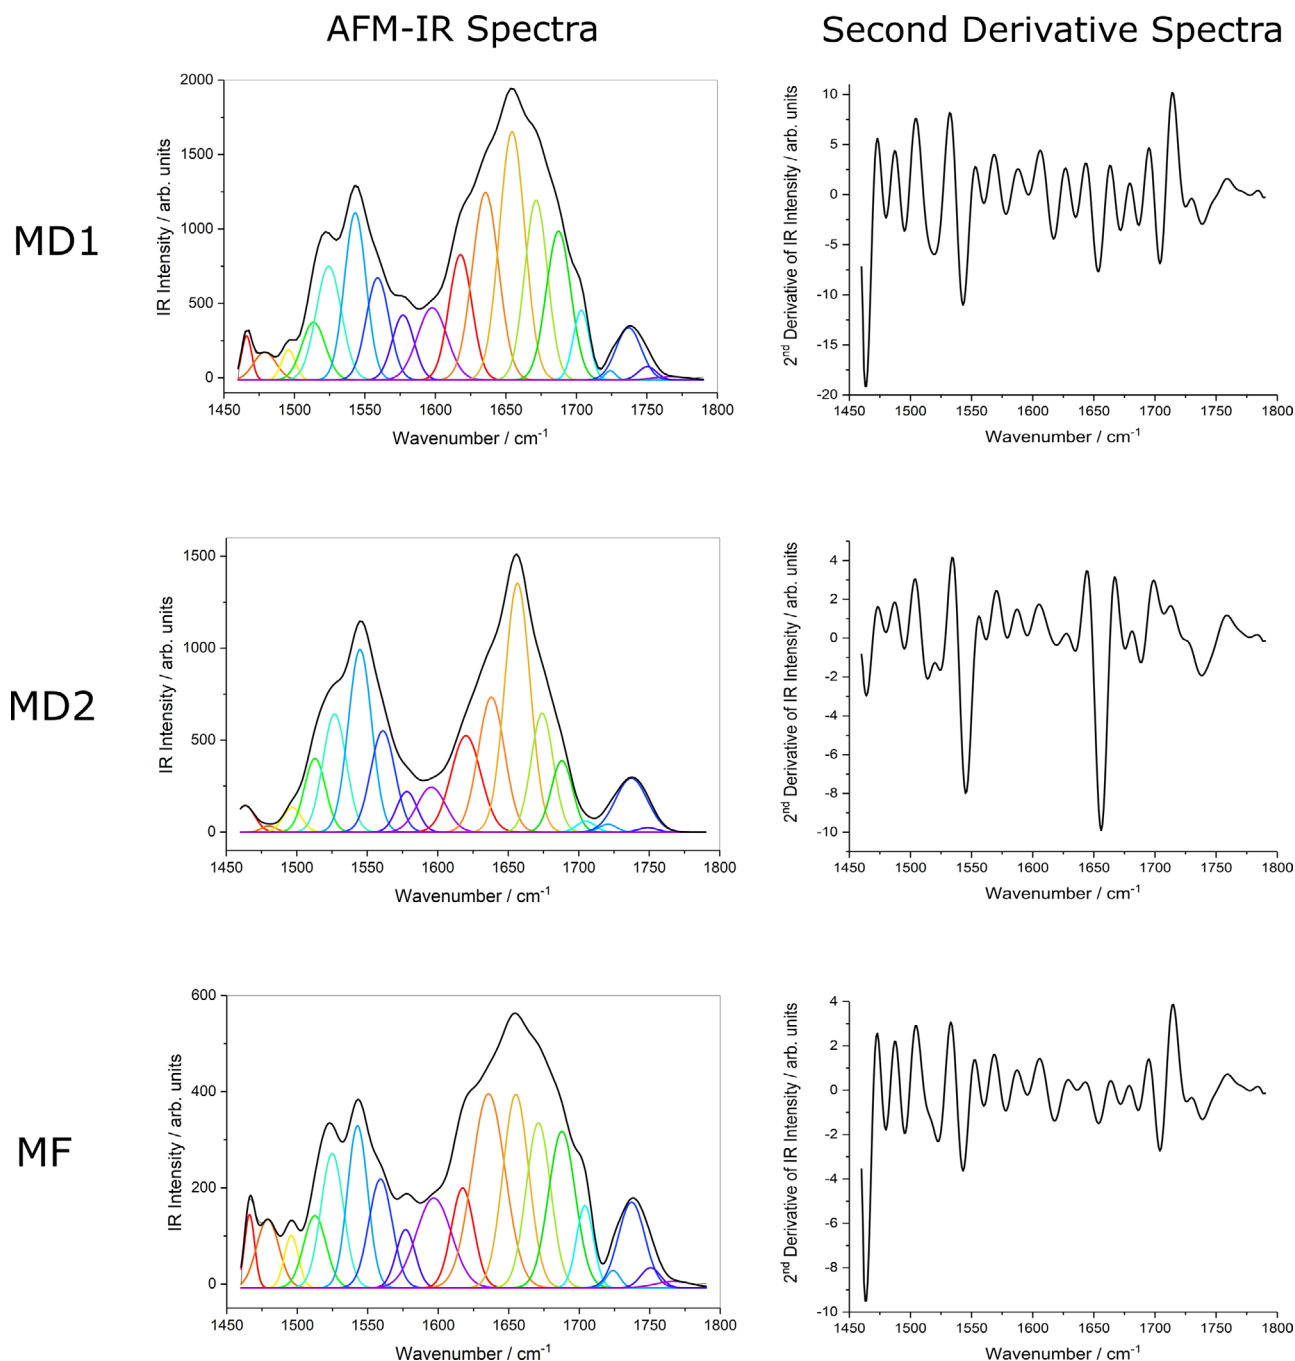 AFM-IR Spectra
Second Derivative Spectra
MD1
IR Intensity / arb. units
2000
1500
1000
500
0
1450 1500 1550 1600 1650 1700 1750 1800
Wavenumber / cm⁻¹
2ⁿᵈ Derivative of IR Intensity / arb. units
10
5
0
-5
-10
-15
-20
1450 1500 1550 1600 1650 1700 1750 1800
Wavenumber / cm⁻¹
MD2
IR Intensity / arb. units
1500
1000
500
0
1450 1500 1550 1600 1650 1700 1750 1800
Wavenumber / cm⁻¹
2ⁿᵈ Derivative of IR Intensity / arb. units
4
2
0
-2
-4
-6
-8
-10
1450 1500 1550 1600 1650 1700 1750 1800
Wavenumber / cm⁻¹
MF
IR Intensity / arb. units
600
400
200
0
1450 1500 1550 1600 1650 1700 1750 1800
Wavenumber / cm⁻¹
2ⁿᵈ Derivative of IR Intensity / arb. units
4
2
0
-2
-4
-6
-8
-10
1450 1500 1550 1600 1650 1700 1750 1800
Wavenumber / cm⁻¹